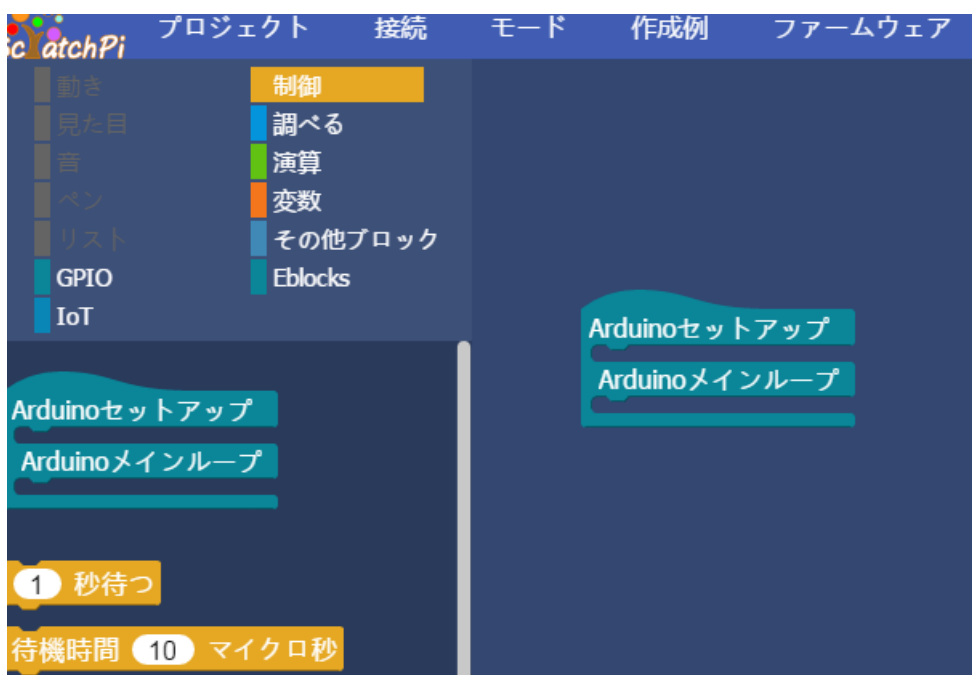 ScratchPi プロジェクト 接続 モード 作成例 ファームウェア
動き 制御
見た目 調べる
音 演算
ペン 変数
リスト その他ブロック
GPIO Eblocks
IoT
Arduinoセットアップ
Arduinoメインループ
1 秒待つ
待機時間 10 マイクロ秒
Arduinoセットアップ
Arduinoメインループ